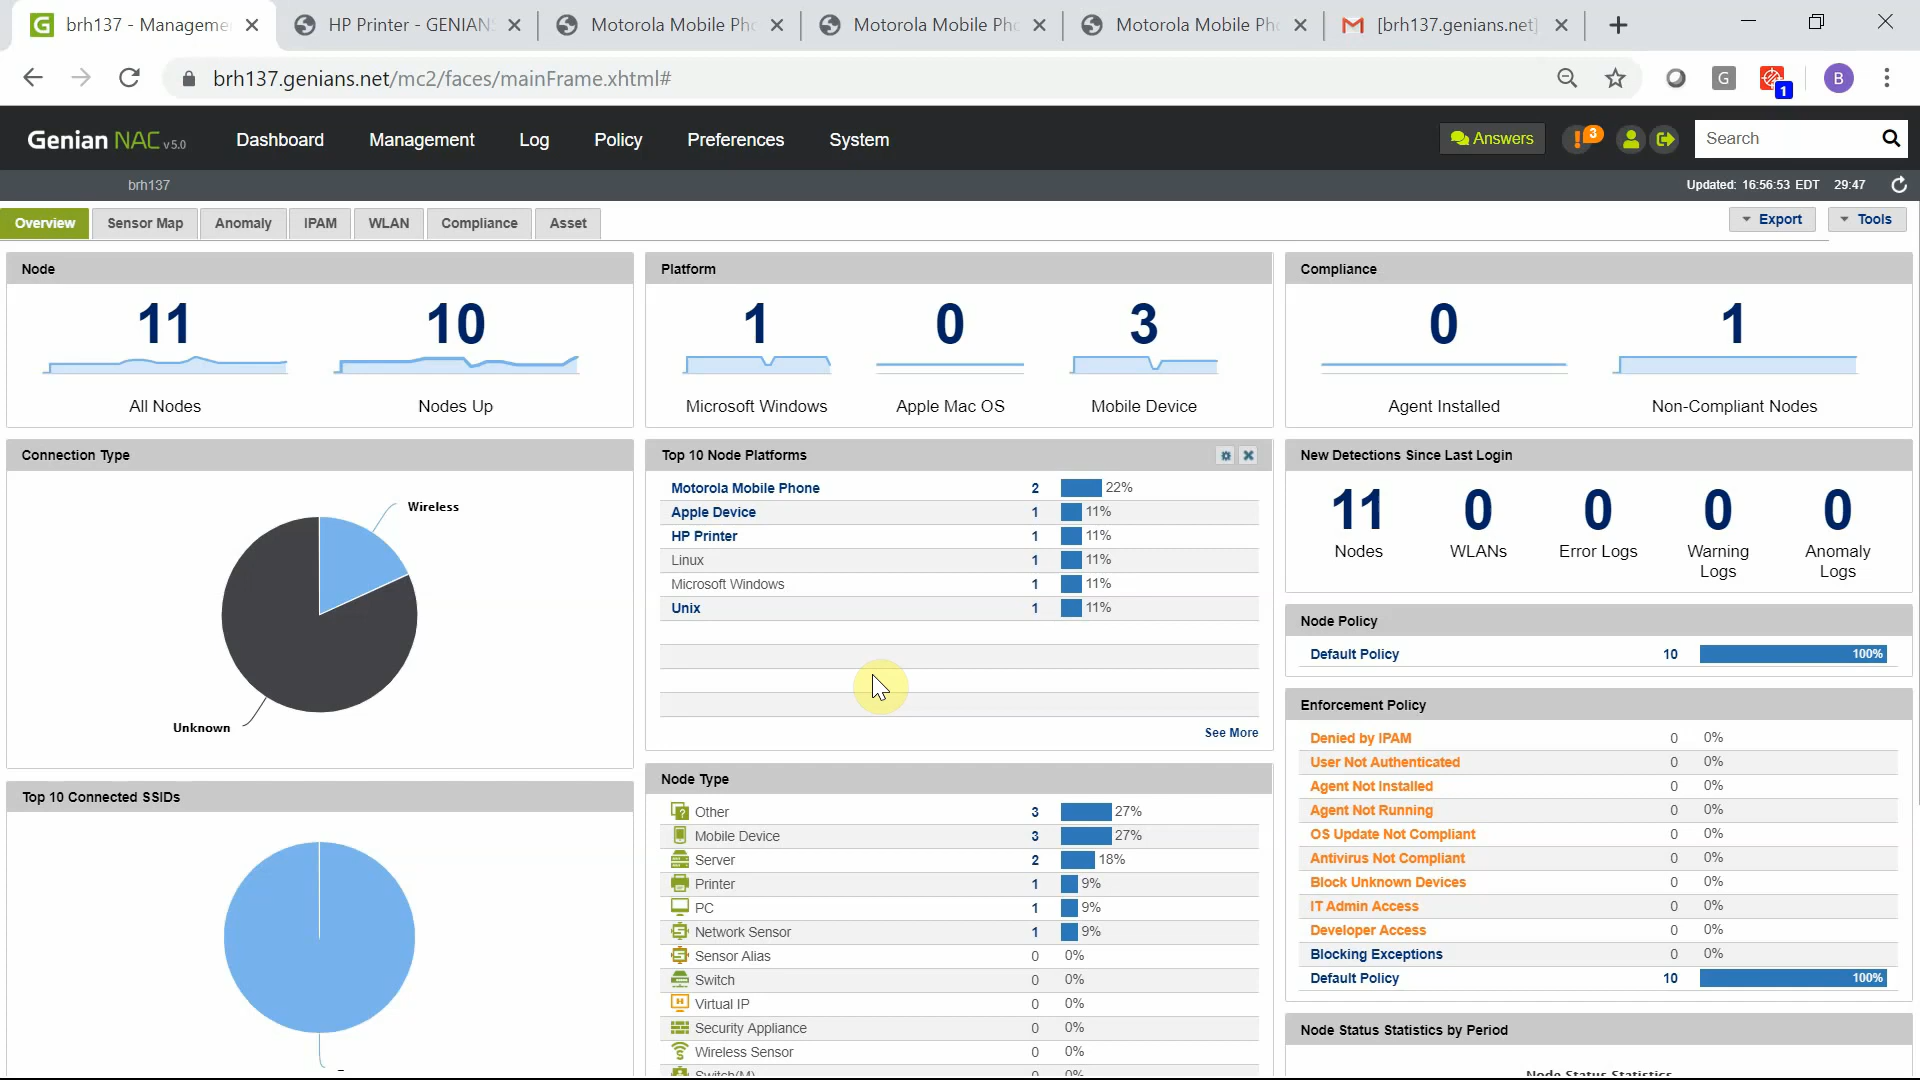 brh137 - Manageme
HP Printer - GENIAN
Motorola Mobile Ph
Motorola Mobile Ph
Motorola Mobile Ph
[brh137.genians.net]
brh137.genians.net/mc2/faces/mainFrame.xhtml#
G
1
B
Genian NAC v5.0
Dashboard
Management
Log
Policy
Preferences
System
Answers
3
Search
brh137
Updated: 16:56:53 EDT
29:47
Overview
Sensor Map
Anomaly
IPAM
WLAN
Compliance
Asset
Export
Tools
Node
11
10
All Nodes
Nodes Up
Platform
1
0
3
Microsoft Windows
Apple Mac OS
Mobile Device
Compliance
0
1
Agent Installed
Non-Compliant Nodes
Connection Type
Wireless
Unknown
Top 10 Node Platforms
Motorola Mobile Phone 2 22%
Apple Device 1 11%
HP Printer 1 11%
Linux 1 11%
Microsoft Windows 1 11%
Unix 1 11%
See More
New Detections Since Last Login
11 0 0 0 0
Nodes
WLANs
Error Logs
Warning Logs
Anomaly Logs
Node Policy
Default Policy 10 100%
Enforcement Policy
Denied by IPAM 0 0%
User Not Authenticated 0 0%
Agent Not Installed 0 0%
Agent Not Running 0 0%
OS Update Not Compliant 0 0%
Antivirus Not Compliant 0 0%
Block Unknown Devices 0 0%
IT Admin Access 0 0%
Developer Access 0 0%
Blocking Exceptions 0 0%
Default Policy 10 100%
Top 10 Connected SSIDs
Node Type
Other 3 27%
Mobile Device 3 27%
Server 2 18%
Printer 1 9%
PC 1 9%
Network Sensor 1 9%
Sensor Alias 0 0%
Switch 0 0%
Virtual IP 0 0%
Security Appliance 0 0%
Wireless Sensor 0 0%
Switch(M) 0 0%
Node Status Statistics by Period
Node Status Statistics